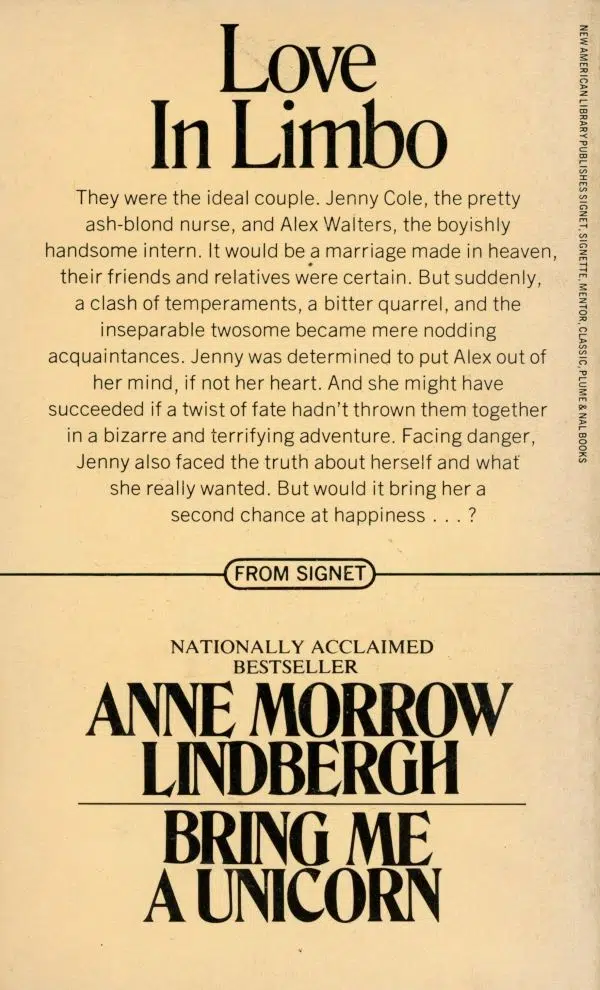 Love
In Limbo
They were the ideal couple. Jenny Cole, the pretty
ash-blond nurse, and Alex Walters, the boyishly
handsome intern. It would be a marriage made in heaven,
their friends and relatives were certain. But suddenly,
a clash of temperaments, a bitter quarrel, and the
inseparable twosome became mere nodding
acquaintances. Jenny was determined to put Alex out of
her mind, if not her heart. And she might have
succeeded if a twist of fate hadn't thrown them together
in a bizarre and terrifying adventure. Facing danger,
Jenny also faced the truth about herself and what
she really wanted. But would it bring her a
second chance at happiness . . . ?
FROM SIGNET
NATIONALLY ACCLAIMED
BESTSELLER
ANNE MORROW
LINDBERGH
BRING ME
A UNICORN
NEW AMERICAN LIBRARY PUBLISHES SIGNET, SIGNETTE, MENTOR, CLASSIC, PLUME & NAL BOOKS